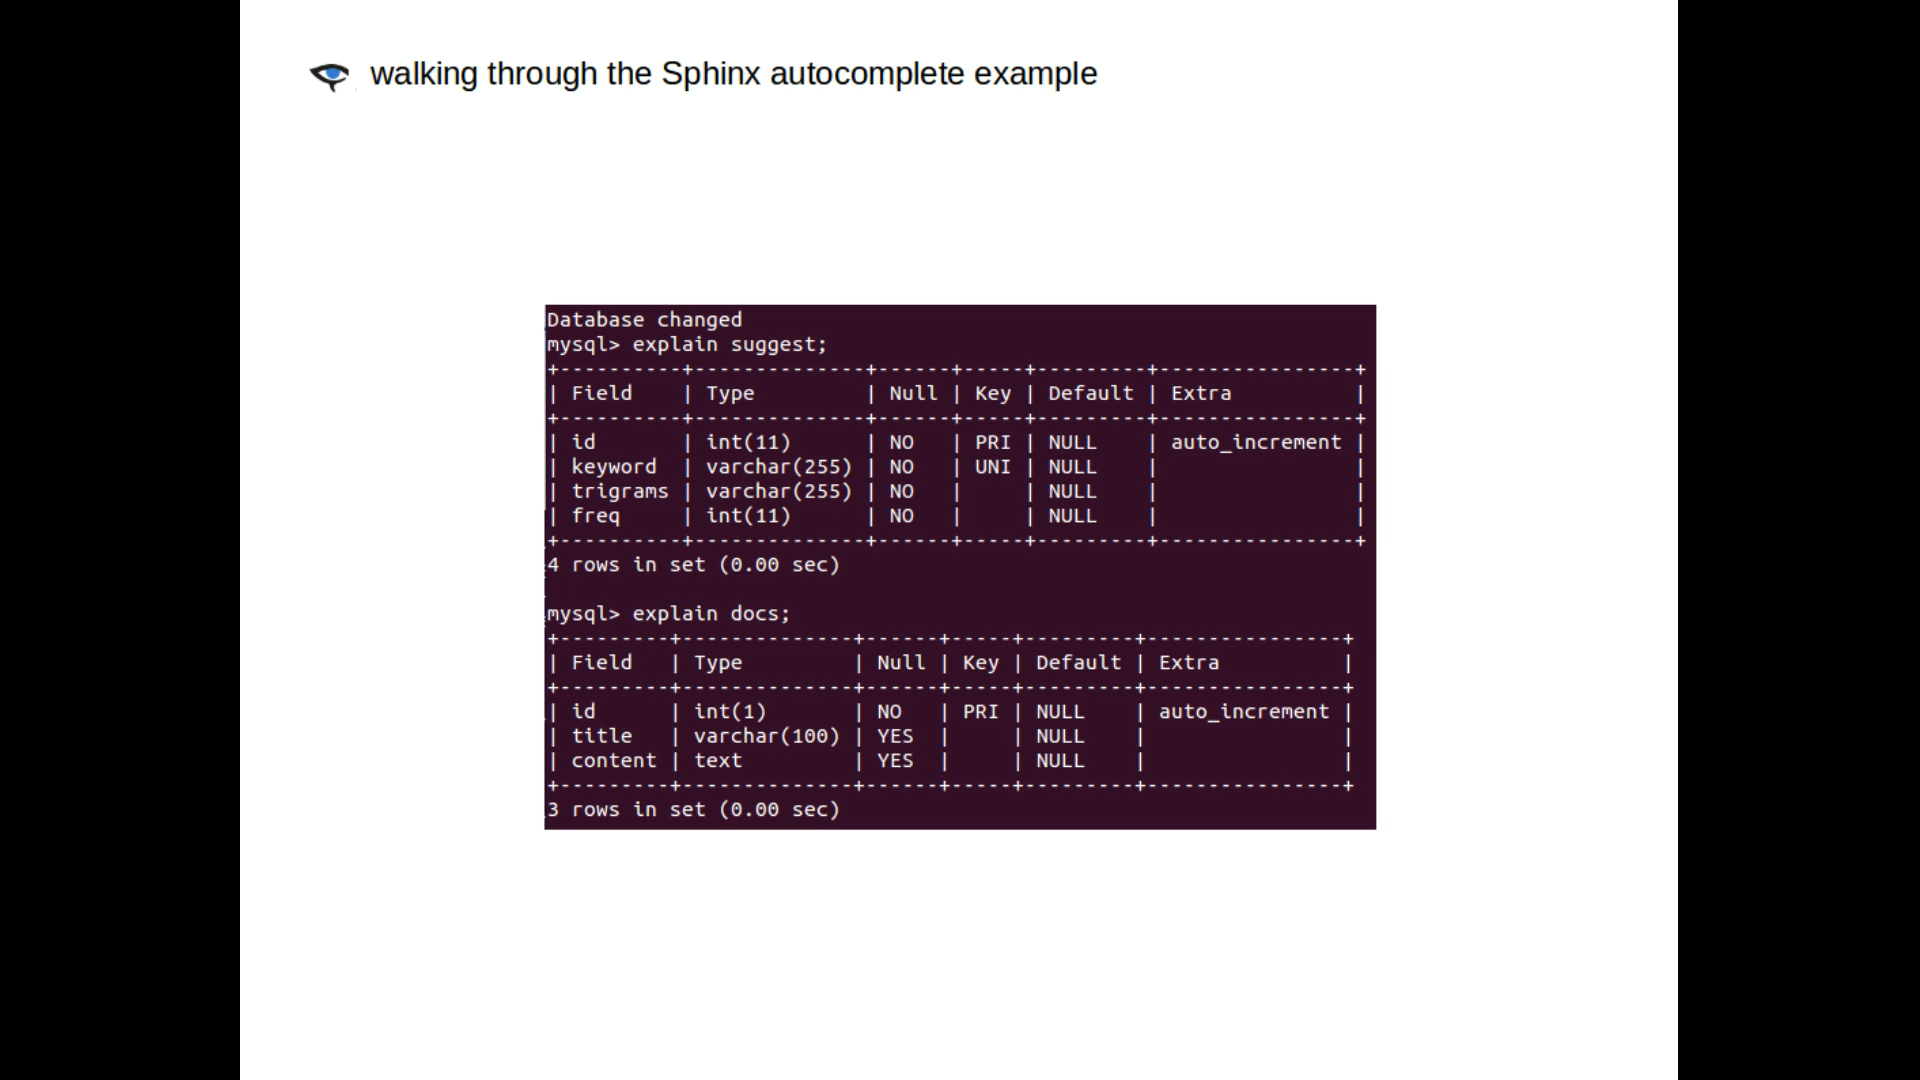 walking through the Sphinx autocomplete example
Database changed
mysql> explain suggest;
+----------+--------------+------+-----+---------+----------------+
| Field    | Type         | Null | Key | Default | Extra          |
+----------+--------------+------+-----+---------+----------------+
| id       | int(11)      | NO   | PRI | NULL    | auto_increment |
| keyword  | varchar(255) | NO   | UNI | NULL    |                |
| trigrams | varchar(255) | NO   |     | NULL    |                |
| freq     | int(11)      | NO   |     | NULL    |                |
+----------+--------------+------+-----+---------+----------------+
4 rows in set (0.00 sec)
mysql> explain docs;
+---------+--------------+------+-----+---------+----------------+
| Field   | Type         | Null | Key | Default | Extra          |
+---------+--------------+------+-----+---------+----------------+
| id      | int(1)       | NO   | PRI | NULL    | auto_increment |
| title   | varchar(100) | YES  |     | NULL    |                |
| content | text         | YES  |     | NULL    |                |
+---------+--------------+------+-----+---------+----------------+
3 rows in set (0.00 sec)